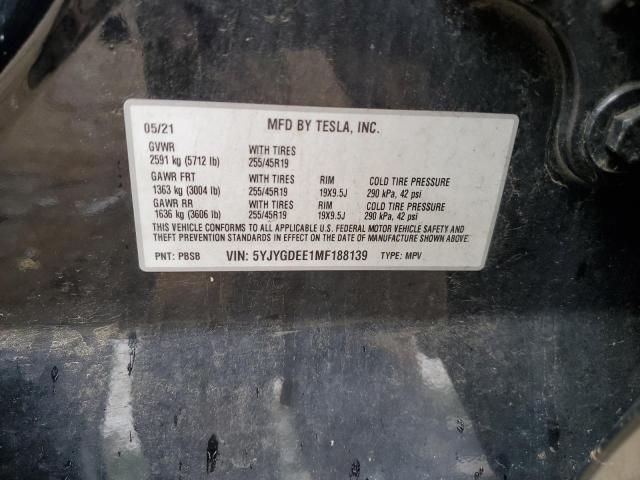 05/21 MFD BY TESLA, INC.
GVWR WITH TIRES
2591 kg (5712 lb) 255/45R19
GAWR FRT WITH TIRES RIM COLD TIRE PRESSURE
1363 kg (3004 lb) 255/45R19 19X9.5J 290 kPa, 42 psi
GAWR RR WITH TIRES RIM COLD TIRE PRESSURE
1636 kg (3606 lb) 255/45R19 19X9.5J 290 kPa, 42 psi
THIS VEHICLE CONFORMS TO ALL APPLICABLE U.S. FEDERAL MOTOR VEHICLE SAFETY AND
THEFT PREVENTION STANDARDS IN EFFECT ON THE DATE OF MANUFACTURE SHOWN ABOVE.
PNT: PBSB VIN: 5YJYGDEE1MF188139 TYPE: MPV